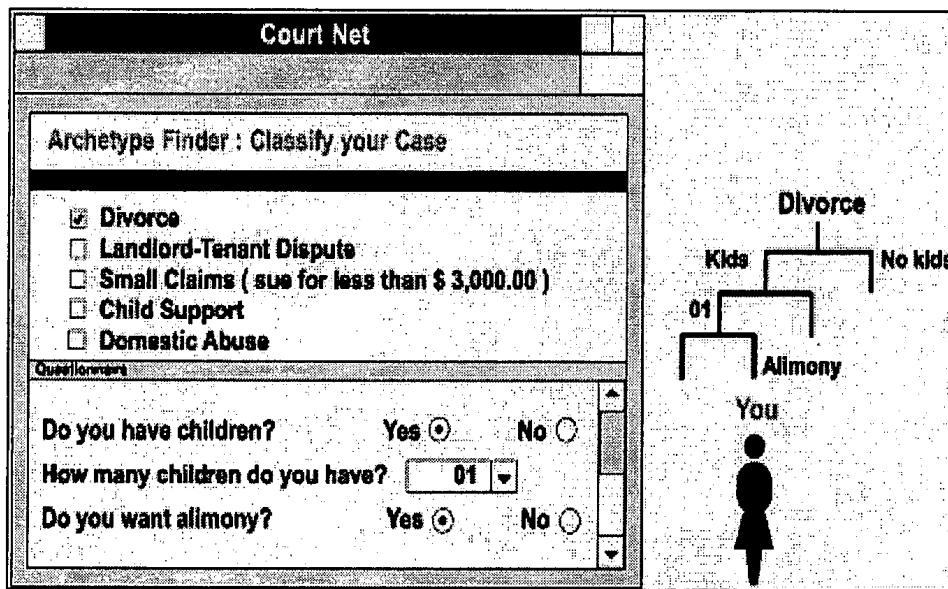 Court Net
Archetype Finder : Classify your Case
Divorce
Landlord-Tenant Dispute
Small Claims ( sue for less than $ 3,000.00 )
Child Support
Domestic Abuse
Questionnaire
Do you have children? Yes No
How many children do you have? 01
Do you want alimony? Yes No
Divorce
Kids No kids
01
Alimony
You